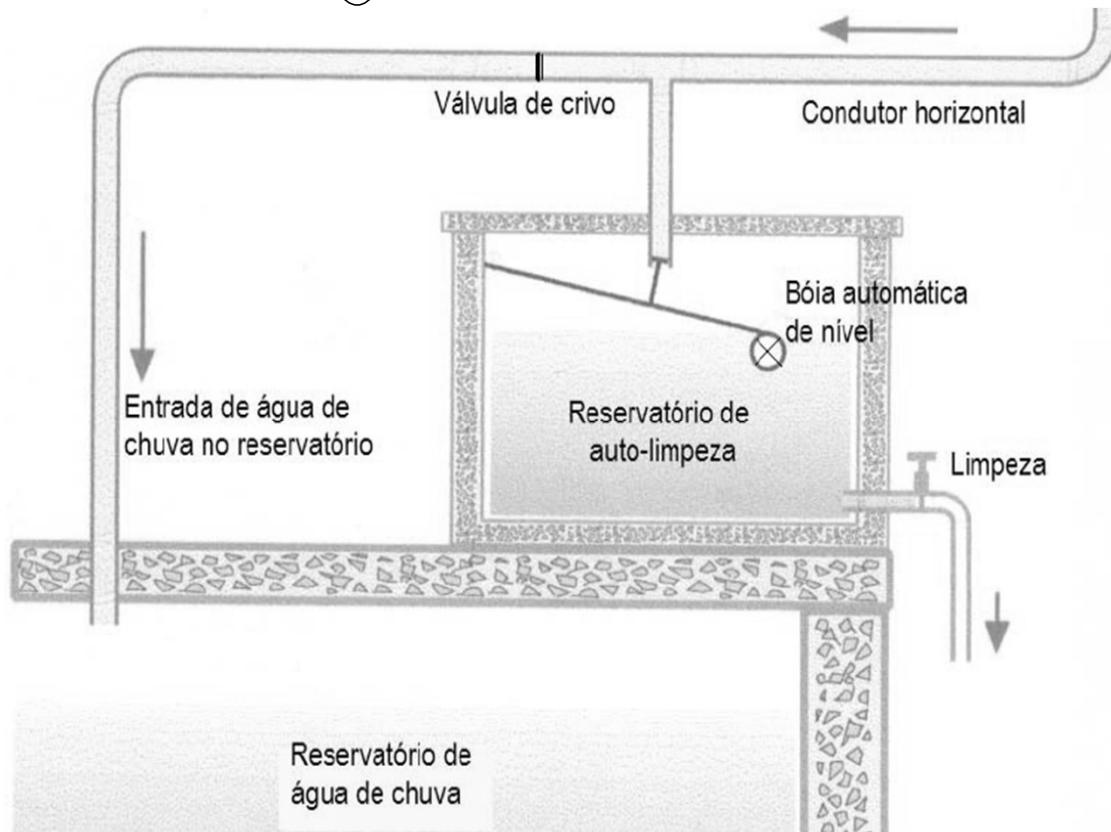 Válvula de crivo
Condutor horizontal
Bóia automática
de nível
Entrada de água de
chuva no reservatório
Reservatório de
auto-limpeza
Limpeza
Reservatório de
água de chuva